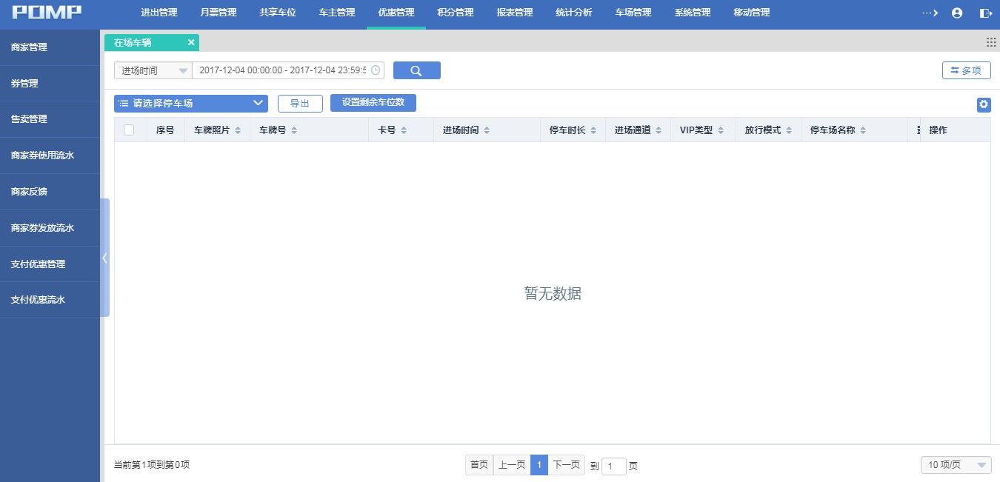 POMP 进出管理 月票管理 共享车位 车主管理 优惠管理 积分管理 报表管理 统计分析 车场管理 系统管理 移动管理
商家管理
券管理
售卖管理
商家券使用流水
商家反馈
商家券发放流水
支付优惠管理
支付优惠流水
在场车辆
进场时间 2017-12-04 00:00:00 - 2017-12-04 23:59:5 多项
请选择停车场 导出 设置剩余车位数
序号 车牌照片 车牌号 卡号 进场时间 停车时长 进场通道 VIP类型 放行模式 停车场名称 操作
暂无数据
当前第1项到第0项 首页 上一页 1 下一页 到 1 页 10 项/页